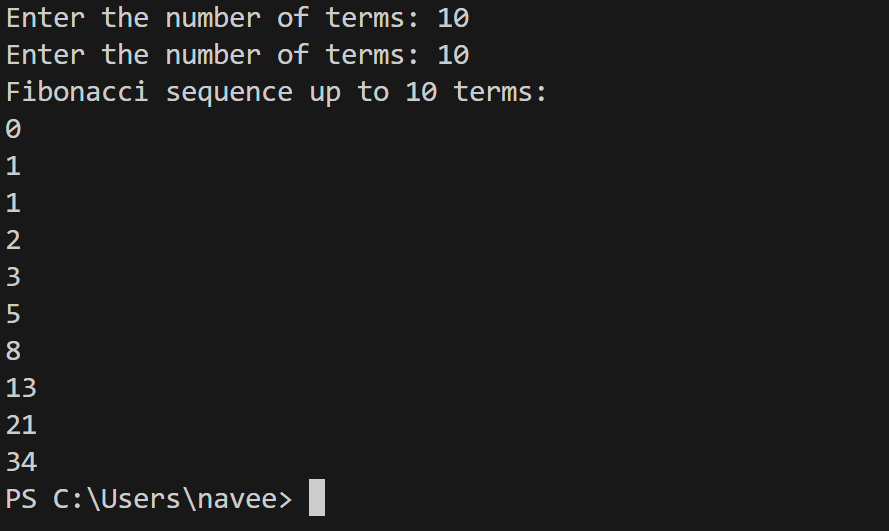 Enter the number of terms: 10
Enter the number of terms: 10
Fibonacci sequence up to 10 terms:
0
1
1
2
3
5
8
13
21
34
PS C:\Users\navee>